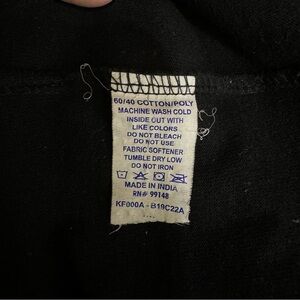 60/40 COTTON/POLY
MACHINE WASH COLD
INSIDE OUT WITH
LIKE COLORS
DO NOT BLEACH
DO NOT USE
FABRIC SOFTENER
TUMBLE DRY LOW
DO NOT IRON
MADE IN INDIA
RN# 99148
KF000A - B19C22A